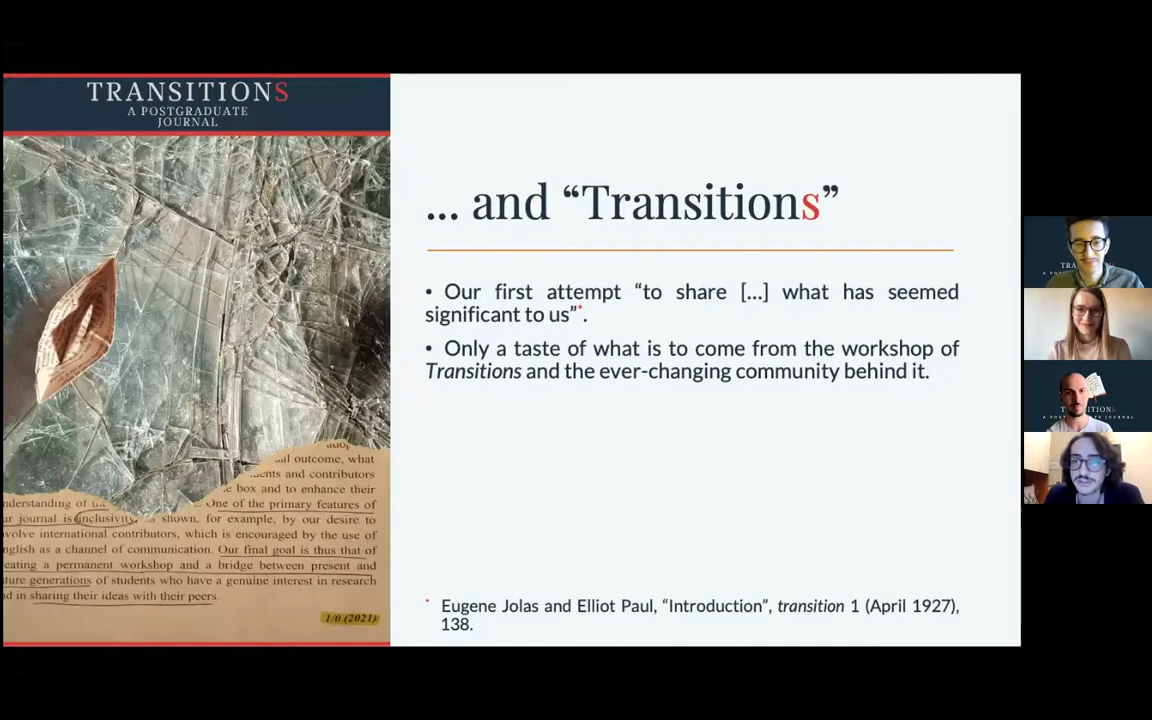 TRANSITIONS
A POSTGRADUATE
JOURNAL
... and “Transitions”
• Our first attempt “to share [...] what has seemed
significant to us”*.
• Only a taste of what is to come from the workshop of
Transitions and the ever-changing community behind it.
* Eugene Jolas and Elliot Paul, “Introduction”, transition 1 (April 1927),
138.
al outcome, what
ents and contributors
e box and to enhance their
nderstanding of One of the primary features of
ur journal is inclusivity, as shown, for example, by our desire to
volve international contributors, which is encouraged by the use of
nglish as a channel of communication. Our final goal is thus that of
eating a permanent workshop and a bridge between present and
ture generations of students who have a genuine interest in research
d in sharing their ideas with their peers.
1/0 (2021)